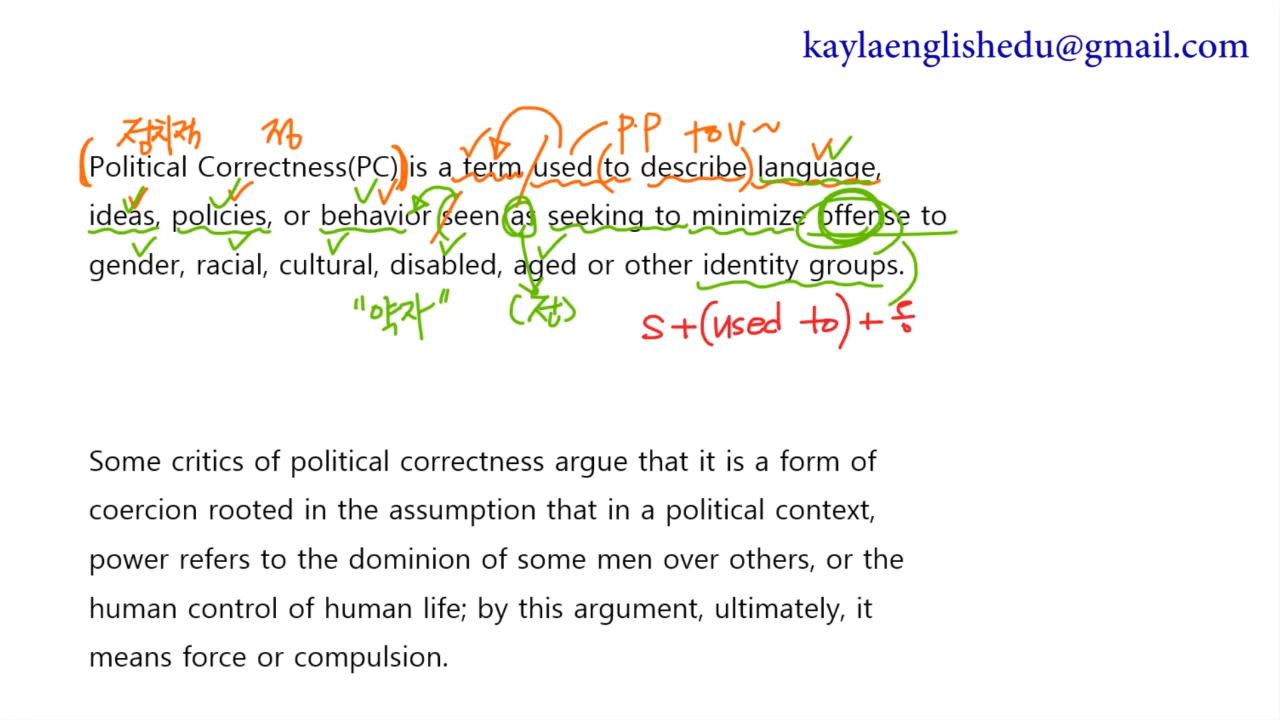 kaylaenglishedu@gmail.com
정치적 정 P.P to V ~
Political Correctness(PC) is a term used to describe language,
ideas, policies, or behavior seen as seeking to minimize offense to
gender, racial, cultural, disabled, aged or other identity groups.
"약자" (전)
S + (used to) +
Some critics of political correctness argue that it is a form of
coercion rooted in the assumption that in a political context,
power refers to the dominion of some men over others, or the
human control of human life; by this argument, ultimately, it
means force or compulsion.